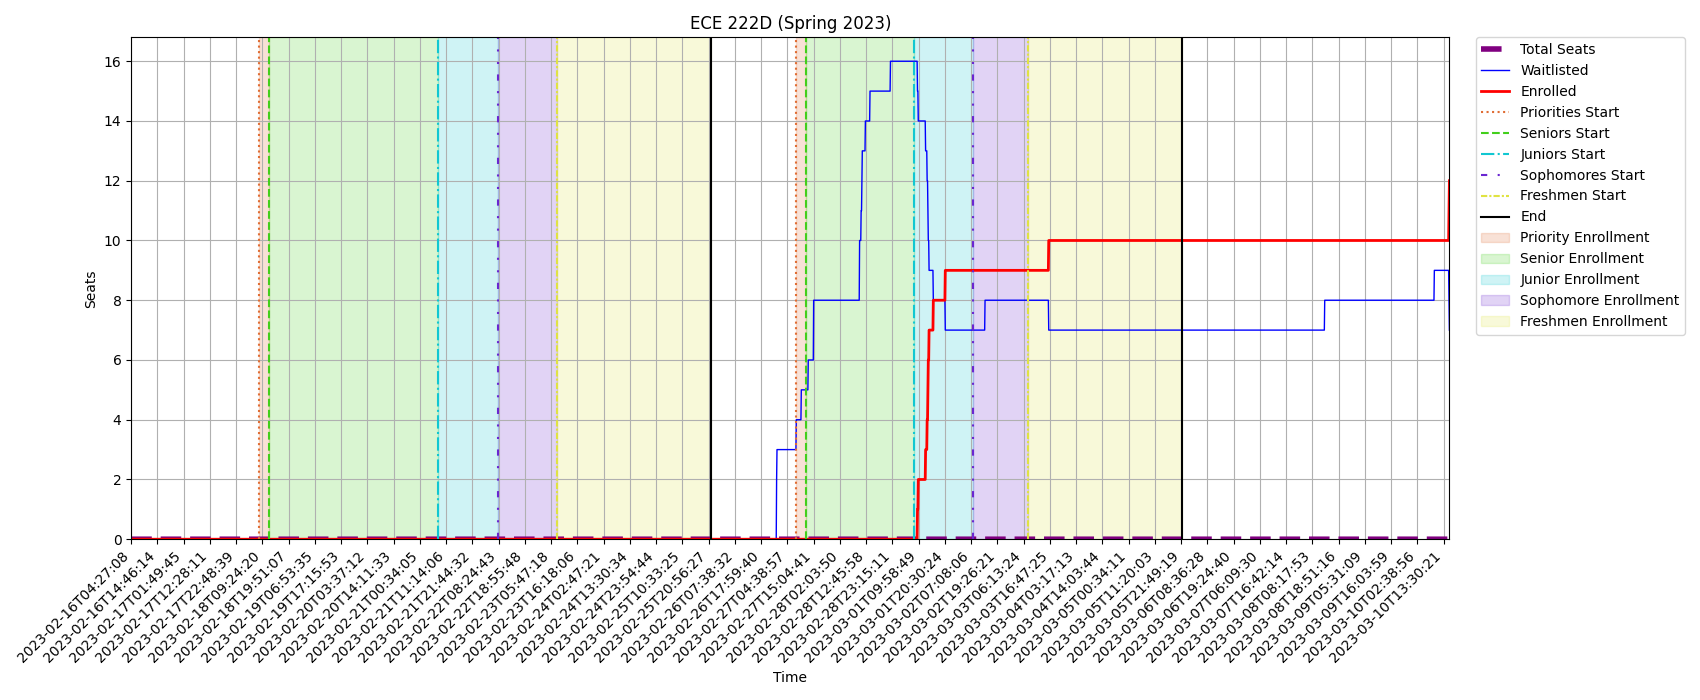 ECE 222D (Spring 2023)
Seats
16
14
12
10
8
6
4
2
0
2023-02-16T04:27:08
2023-02-16T14:46:14
2023-02-17T01:49:45
2023-02-17T12:28:11
2023-02-17T22:48:39
2023-02-18T09:24:20
2023-02-18T19:51:07
2023-02-19T06:53:35
2023-02-19T17:15:53
2023-02-20T03:37:12
2023-02-20T14:11:33
2023-02-21T00:34:05
2023-02-21T11:14:06
2023-02-21T21:44:32
2023-02-22T08:24:43
2023-02-22T18:55:48
2023-02-23T05:47:18
2023-02-23T16:18:06
2023-02-24T02:47:21
2023-02-24T13:30:34
2023-02-24T23:54:44
2023-02-25T10:33:25
2023-02-25T20:56:27
2023-02-26T07:38:32
2023-02-26T17:59:40
2023-02-27T04:38:57
2023-02-27T15:04:41
2023-02-28T02:03:50
2023-02-28T12:45:58
2023-02-28T23:15:11
2023-03-01T09:58:49
2023-03-01T20:30:24
2023-03-02T07:08:06
2023-03-02T19:26:21
2023-03-03T06:13:24
2023-03-03T16:47:25
2023-03-04T03:17:13
2023-03-04T14:03:44
2023-03-05T00:34:11
2023-03-05T11:20:03
2023-03-05T21:49:19
2023-03-06T08:36:28
2023-03-06T19:24:40
2023-03-07T06:09:30
2023-03-07T16:42:14
2023-03-08T08:17:53
2023-03-08T18:51:16
2023-03-09T05:31:09
2023-03-09T16:03:59
2023-03-10T02:38:56
2023-03-10T13:30:21
Time
Total Seats
Waitlisted
Enrolled
Priorities Start
Seniors Start
Juniors Start
Sophomores Start
Freshmen Start
End
Priority Enrollment
Senior Enrollment
Junior Enrollment
Sophomore Enrollment
Freshmen Enrollment